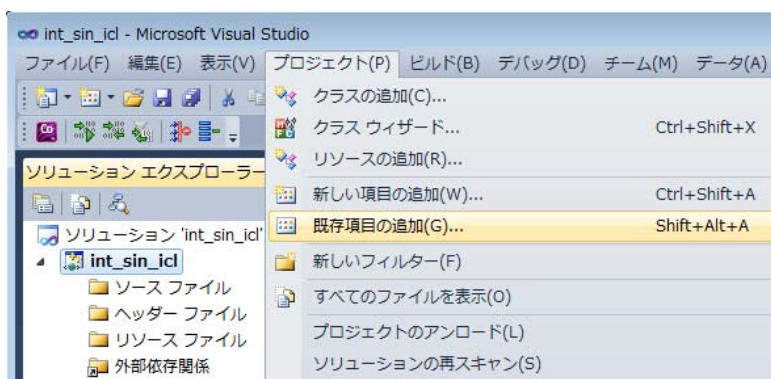 int_sin_icl - Microsoft Visual Studio
ファイル(F) 編集(E) 表示(V) プロジェクト(P) ビルド(B) デバッグ(D) チーム(M) データ(A)
クラスの追加(C)...
クラス ウィザード... Ctrl+Shift+X
リソースの追加(R)...
ソリューション エクスプローラー
新しい項目の追加(W)... Ctrl+Shift+A
既存項目の追加(G)... Shift+Alt+A
ソリューション 'int_sin_icl'
int_sin_icl
新しいフィルター(F)
ソース ファイル
すべてのファイルを表示(O)
ヘッダー ファイル
プロジェクトのアンロード(L)
リソース ファイル
ソリューションの再スキャン(S)
外部依存関係